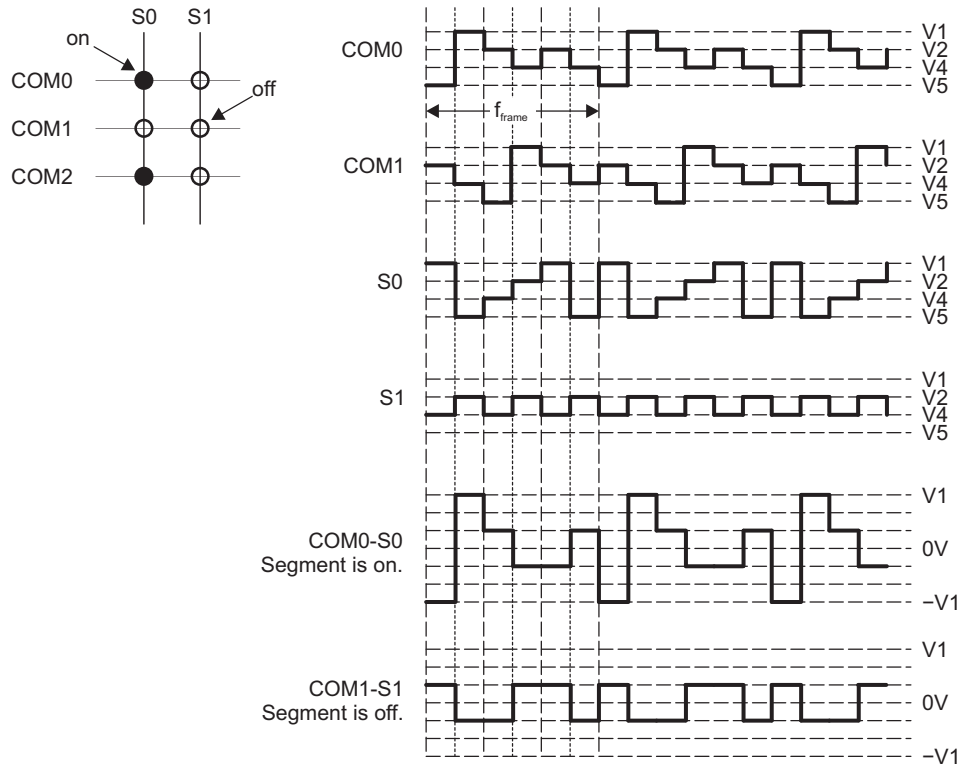 S0 S1
on
COM0
off
COM1
COM2
COM0
V1
V2
V4
V5
fframe
COM1
V1
V2
V4
V5
S0
V1
V2
V4
V5
S1
V1
V2
V4
V5
COM0-S0
Segment is on.
V1
0V
−V1
COM1-S1
Segment is off.
V1
0V
−V1